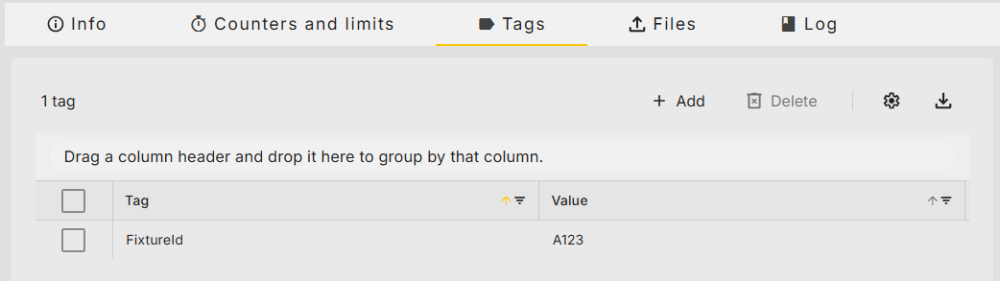 Info Counters and limits Tags Files Log
1 tag + Add Delete
Drag a column header and drop it here to group by that column.
Tag Value
FixtureId A123